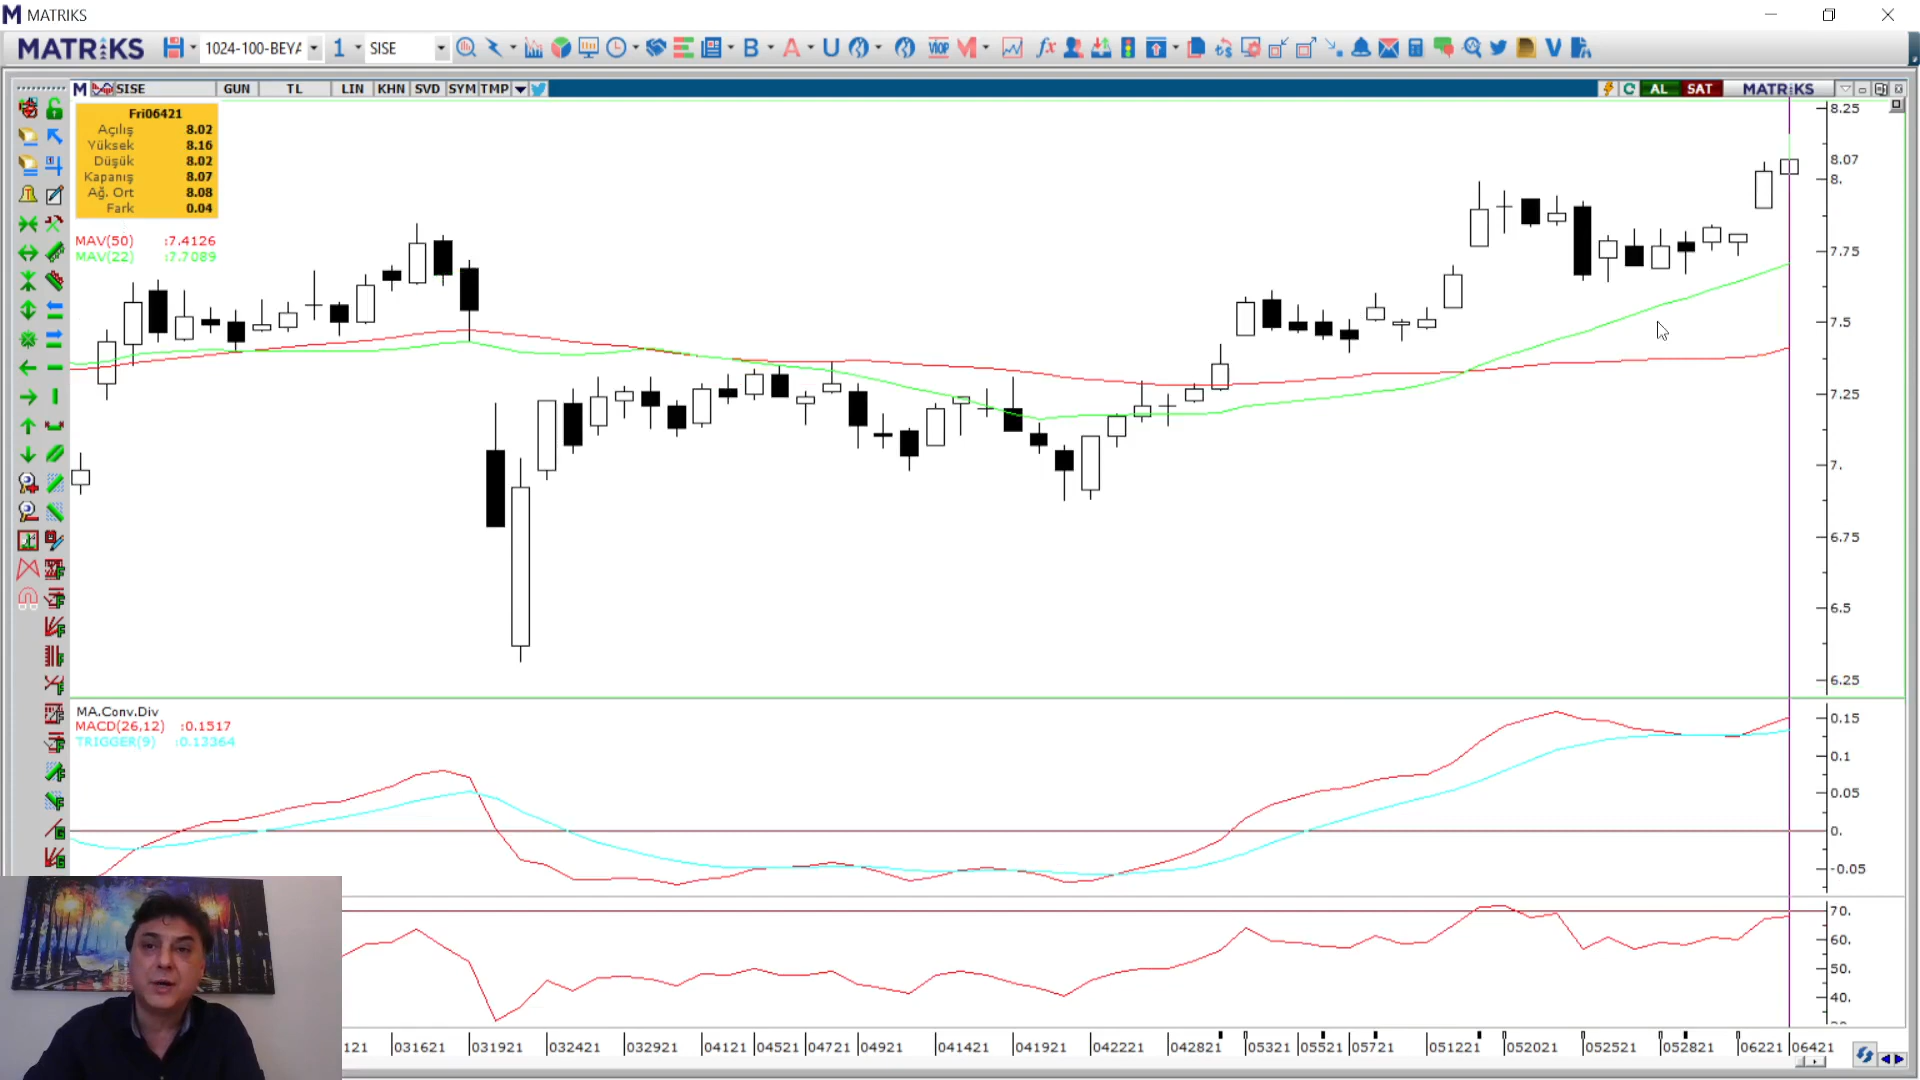 MATRIKS
MATRIKS 1024-100-BEYA 1 SISE B A U VIOP M fx V
M SISE GUN TL LIN KHN SVD SYM TMP AL SAT MATRIKS
Fri06421
Açılış 8.02
Yüksek 8.16
Düşük 8.02
Kapanış 8.07
Ağ. Ort 8.08
Fark 0.04
MAV(50) :7.4126
MAV(22) :7.7089
8.25
8.07
8.
7.75
7.5
7.25
7.
6.75
6.5
6.25
MA.Conv.Div
MACD(26,12) :0.1517
TRIGGER(9) :0.13364
0.15
0.1
0.05
0.
-0.05
70.
60.
50.
40.
121 031621 031921 032421 032921 04121 04521 04721 04921 041421 041921 042221 042821 05321 05521 05721 051221 052021 052521 052821 06221 06421